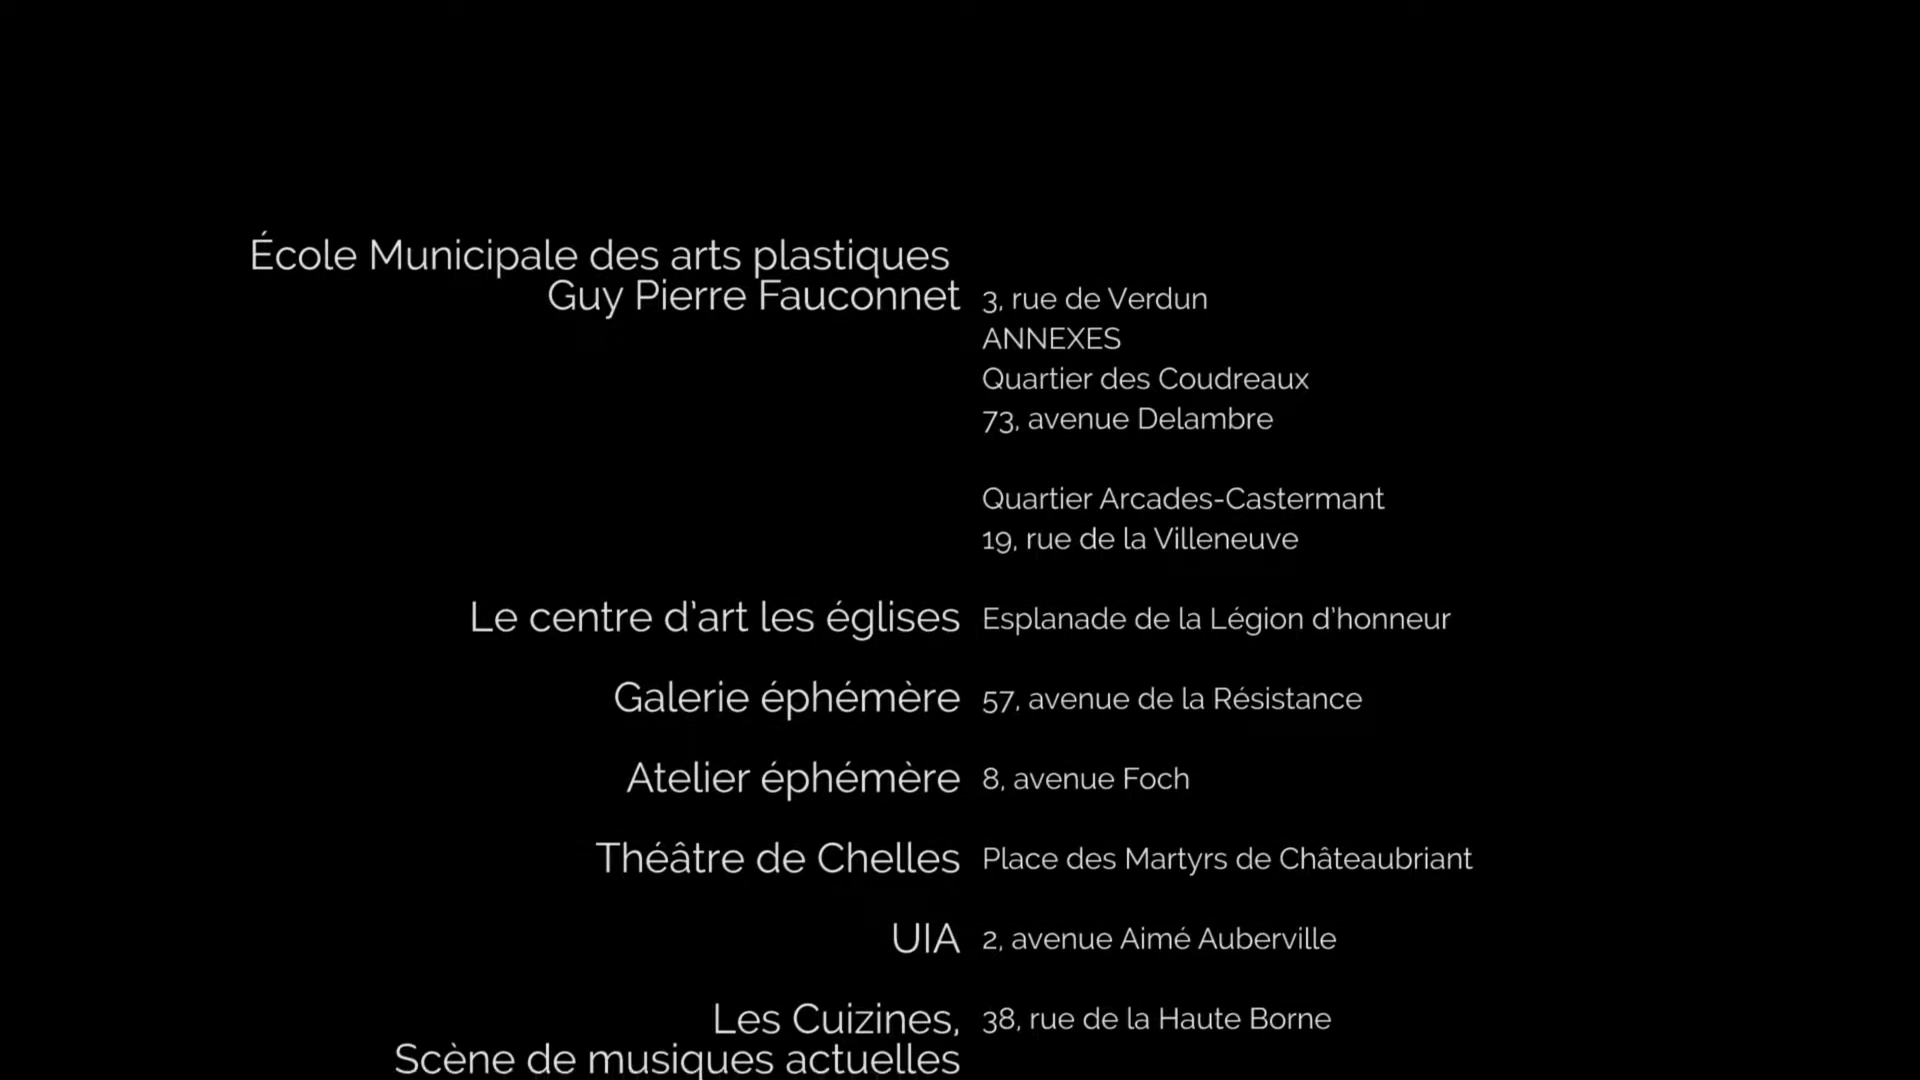 École Municipale des arts plastiques
Guy Pierre Fauconnet 3, rue de Verdun
ANNEXES
Quartier des Coudreaux
73, avenue Delambre
Quartier Arcades-Castermant
19, rue de la Villeneuve
Le centre d’art les églises Esplanade de la Légion d’honneur
Galerie éphémère 57, avenue de la Résistance
Atelier éphémère 8, avenue Foch
Théâtre de Chelles Place des Martyrs de Châteaubriant
UIA 2, avenue Aimé Auberville
Les Cuizines, 38, rue de la Haute Borne
Scène de musiques actuelles